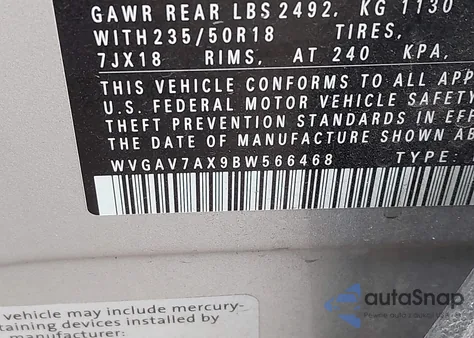 GAWR REAR LBS 2492, KG 1130
WITH235/50R18 TIRES,
7JX18 RIMS, AT 240 KPA,
THIS VEHICLE CONFORMS TO ALL APP
U.S. FEDERAL MOTOR VEHICLE SAFETY
THEFT PREVENTION STANDARDS IN EFF
THE DATE OF MANUFACTURE SHOWN AB
WVGAV7AX9BW566468 TYPE:
vehicle may include mercury-
taining devices installed by
manufacturer:
autoSnap